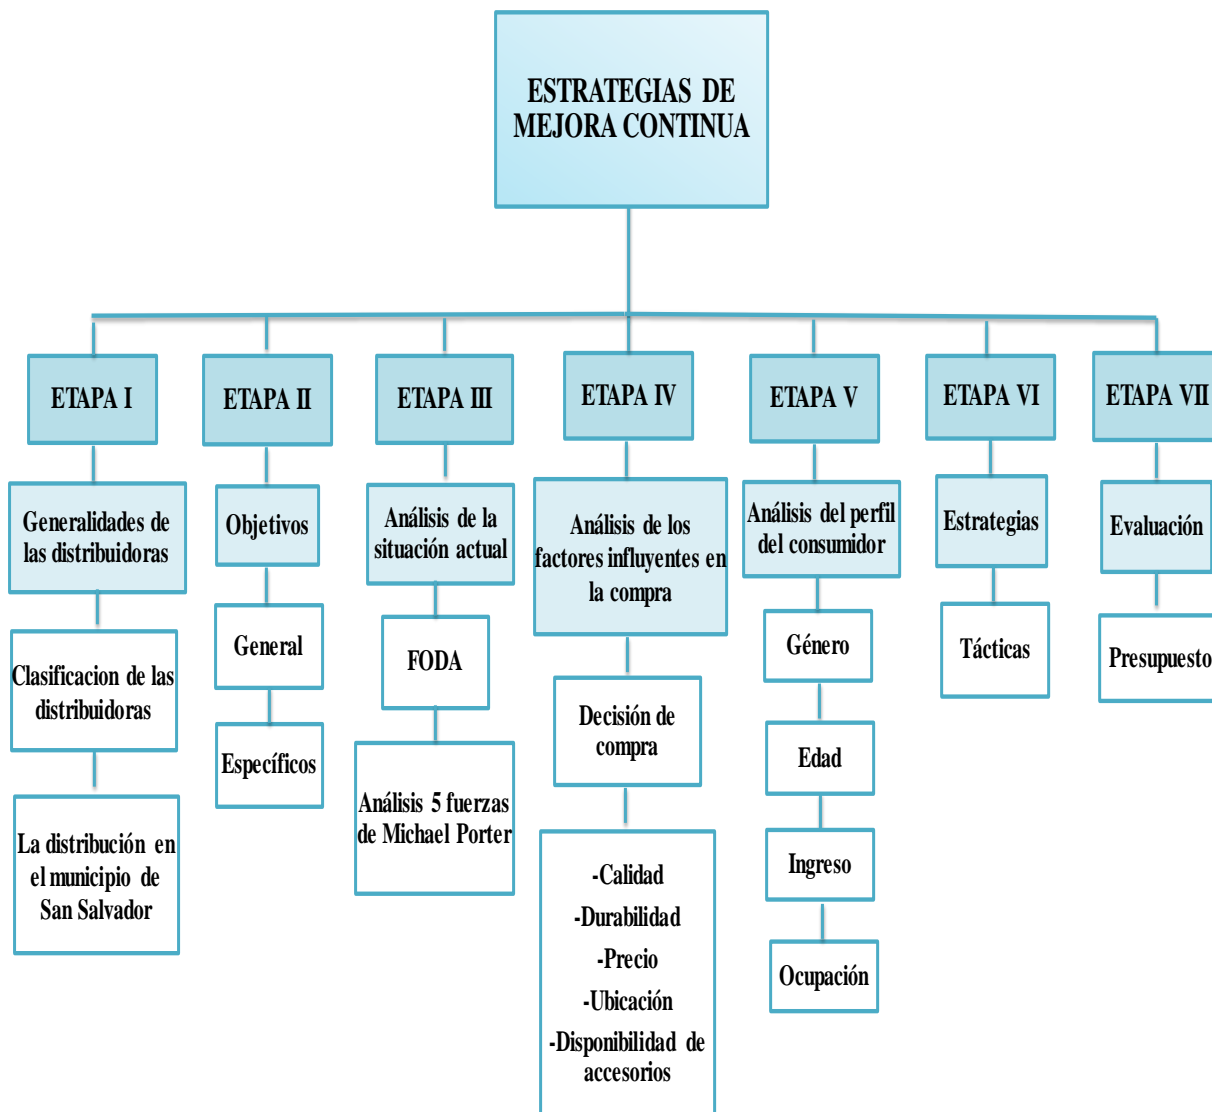 ESTRATEGIAS DE
MEJORA CONTINUA
ETAPA I
Generalidades de
las distribuidoras
Clasificacion de las
distribuidoras
La distribución en
el municipio de
San Salvador
ETAPA II
Objetivos
General
Específicos
ETAPA III
Análisis de la
situación actual
FODA
Análisis 5 fuerzas
de Michael Porter
ETAPA IV
Análisis de los
factores influyentes en
la compra
Decisión de
compra
-Calidad
-Durabilidad
-Precio
-Ubicación
-Disponibilidad de
accesorios
ETAPA V
Análisis del perfil
del consumidor
Género
Edad
Ingreso
Ocupación
ETAPA VI
Estrategias
Tácticas
ETAPA VII
Evaluación
Presupuesto